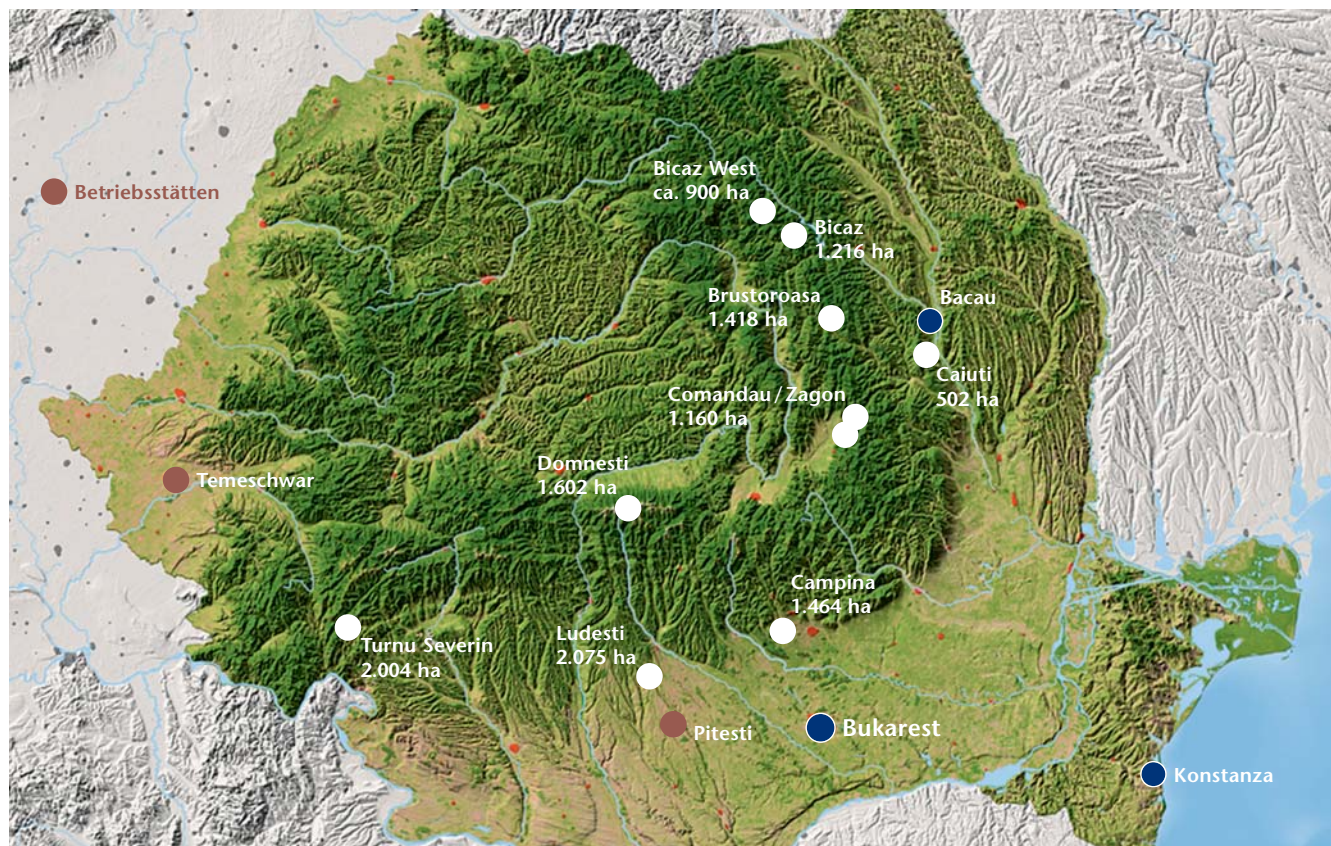 Bicaz West
ca. 900 ha
Betriebsstätten
Bicaz
1.216 ha
Brustoroasa
1.418 ha
Bacau
Caiuti
502 ha
Comandau / Zagon
1.160 ha
Domnesti
1.602 ha
Temeschwar
Campina
1.464 ha
Turnu Severin
2.004 ha
Ludesti
2.075 ha
Pitesti
Bukarest
Konstanza